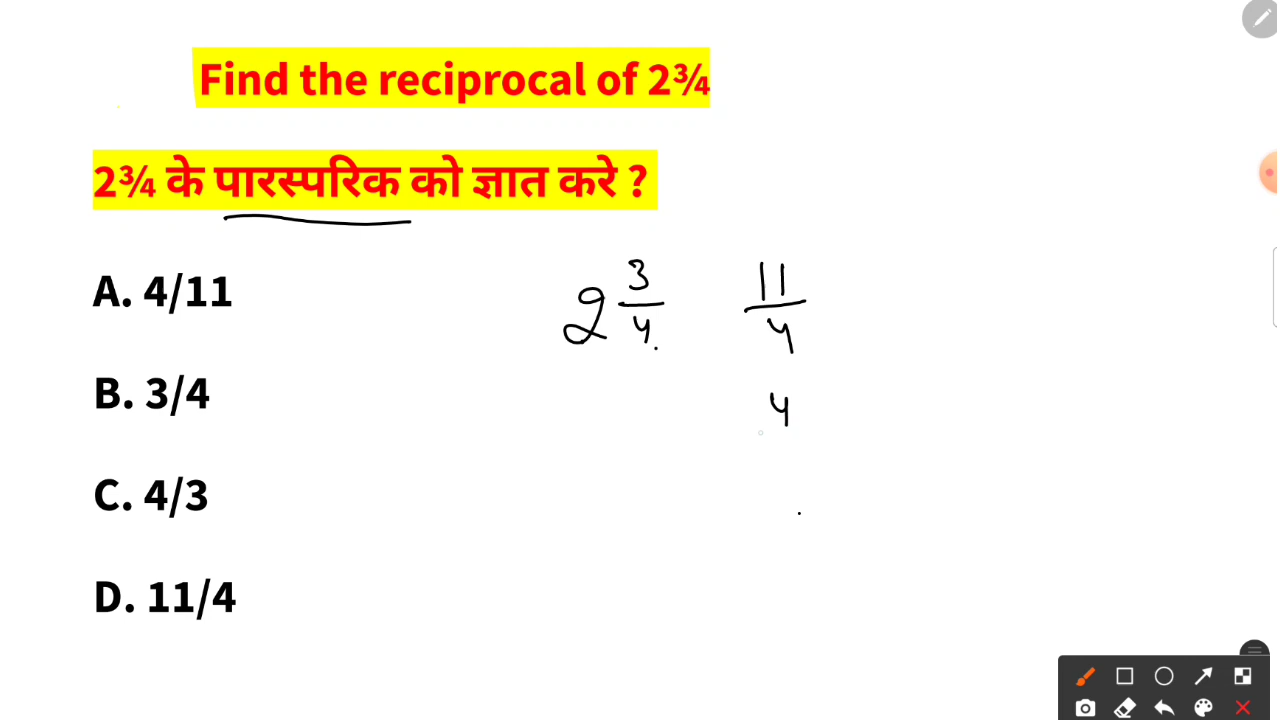 Find the reciprocal of 2¾
2¾ के पारस्परिक को ज्ञात करे ?
A. 4/11
B. 3/4
C. 4/3
D. 11/4
2 3/4
11/4
4